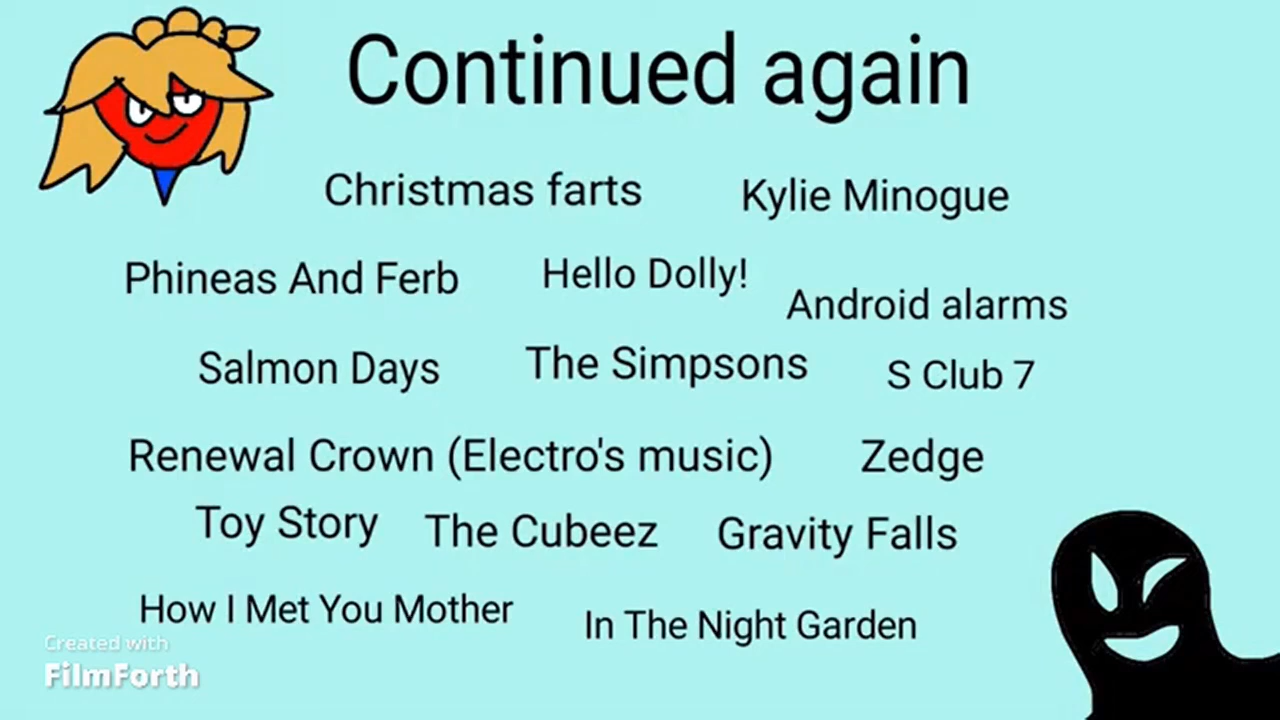 Continued again
Christmas farts Kylie Minogue
Phineas And Ferb Hello Dolly! Android alarms
Salmon Days The Simpsons S Club 7
Renewal Crown (Electro's music) Zedge
Toy Story The Cubeez Gravity Falls
How I Met You Mother In The Night Garden
Created with
FilmForth